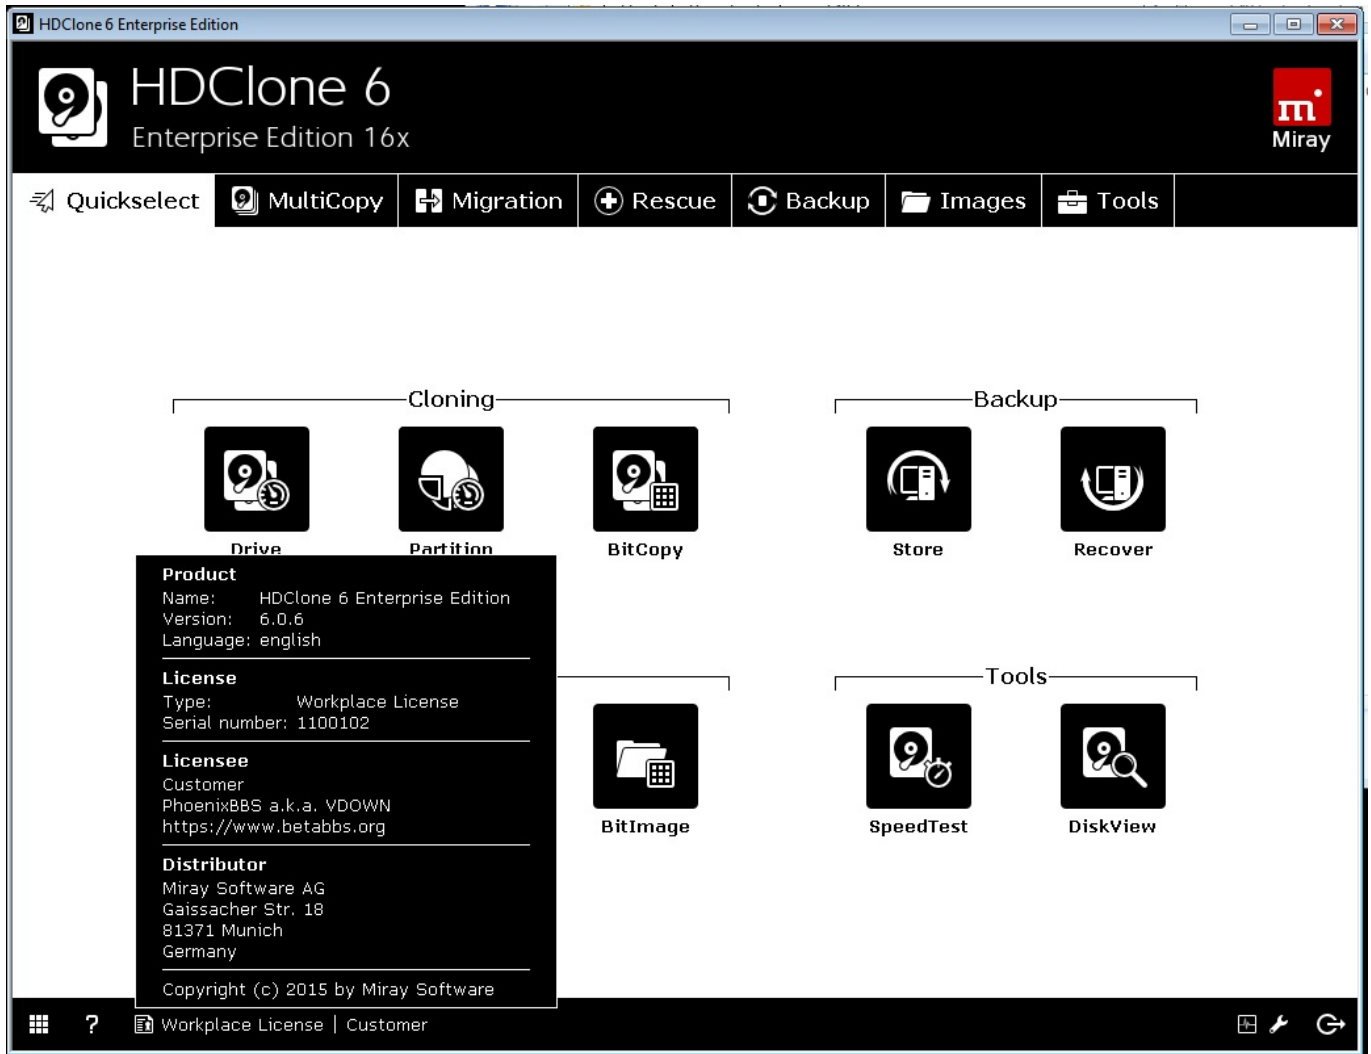 HDClone 6 Enterprise Edition
HDClone 6
Enterprise Edition 16x
m
Miray
Quickselect MultiCopy Migration Rescue Backup Images Tools
Cloning Backup
Drive Partition BitCopy Store Recover
Product
Name: HDClone 6 Enterprise Edition
Version: 6.0.6
Language: english
License
Type: Workplace License
Serial number: 1100102
Licensee
Customer
PhoenixBBS a.k.a. VDOWN
https://www.betabbs.org
Distributor
Miray Software AG
Gaissacher Str. 18
81371 Munich
Germany
Copyright (c) 2015 by Miray Software
Tools
BitImage SpeedTest DiskView
? Workplace License | Customer